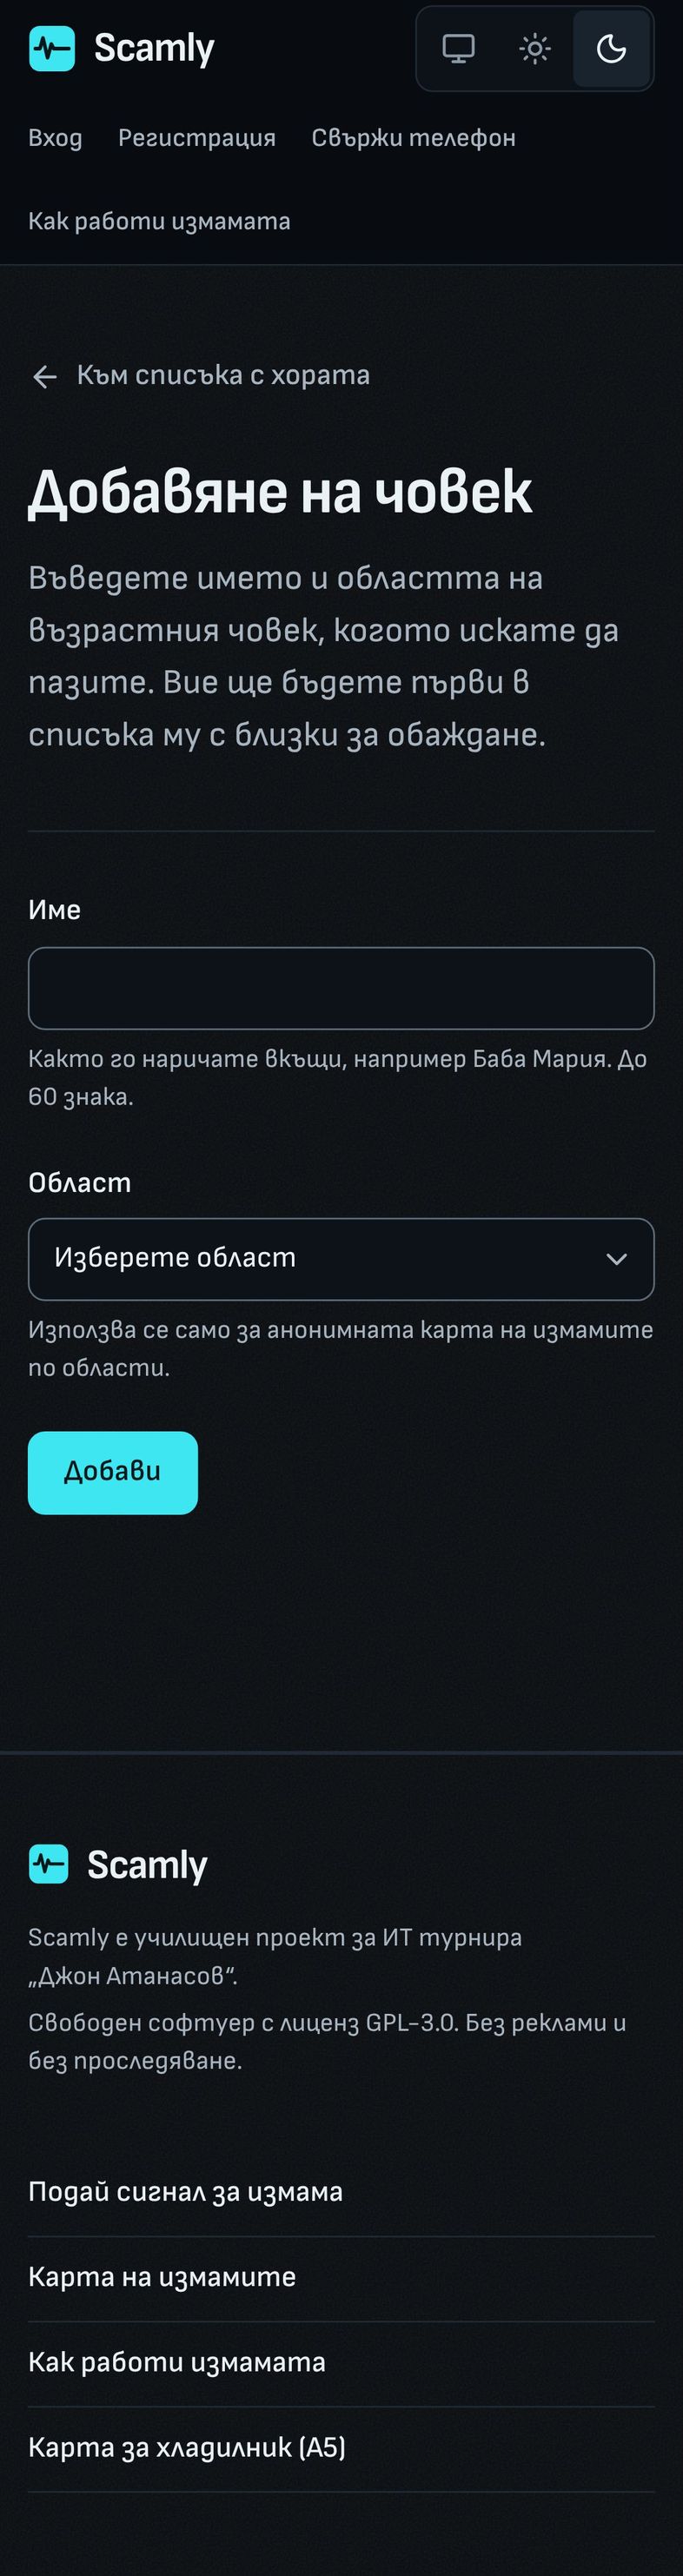 Scamly
Вход Регистрация Свържи телефон
Как работи измамата
Към списъка с хората
Добавяне на човек
Въведете името и областта на
възрастния човек, когото искате да
пазите. Вие ще бъдете първи в
списъка му с близки за обаждане.
Име
Както го наричате вкъщи, например Баба Мария. До
60 знака.
Област
Изберете област
Използва се само за анонимната карта на измамите
по области.
Добави
Scamly
Scamly е училищен проект за ИТ турнира
„Джон Атанасов“.
Свободен софтуер с лиценз GPL-3.0. Без реклами и
без проследяване.
Подай сигнал за измама
Карта на измамите
Как работи измамата
Карта за хладилник (А5)